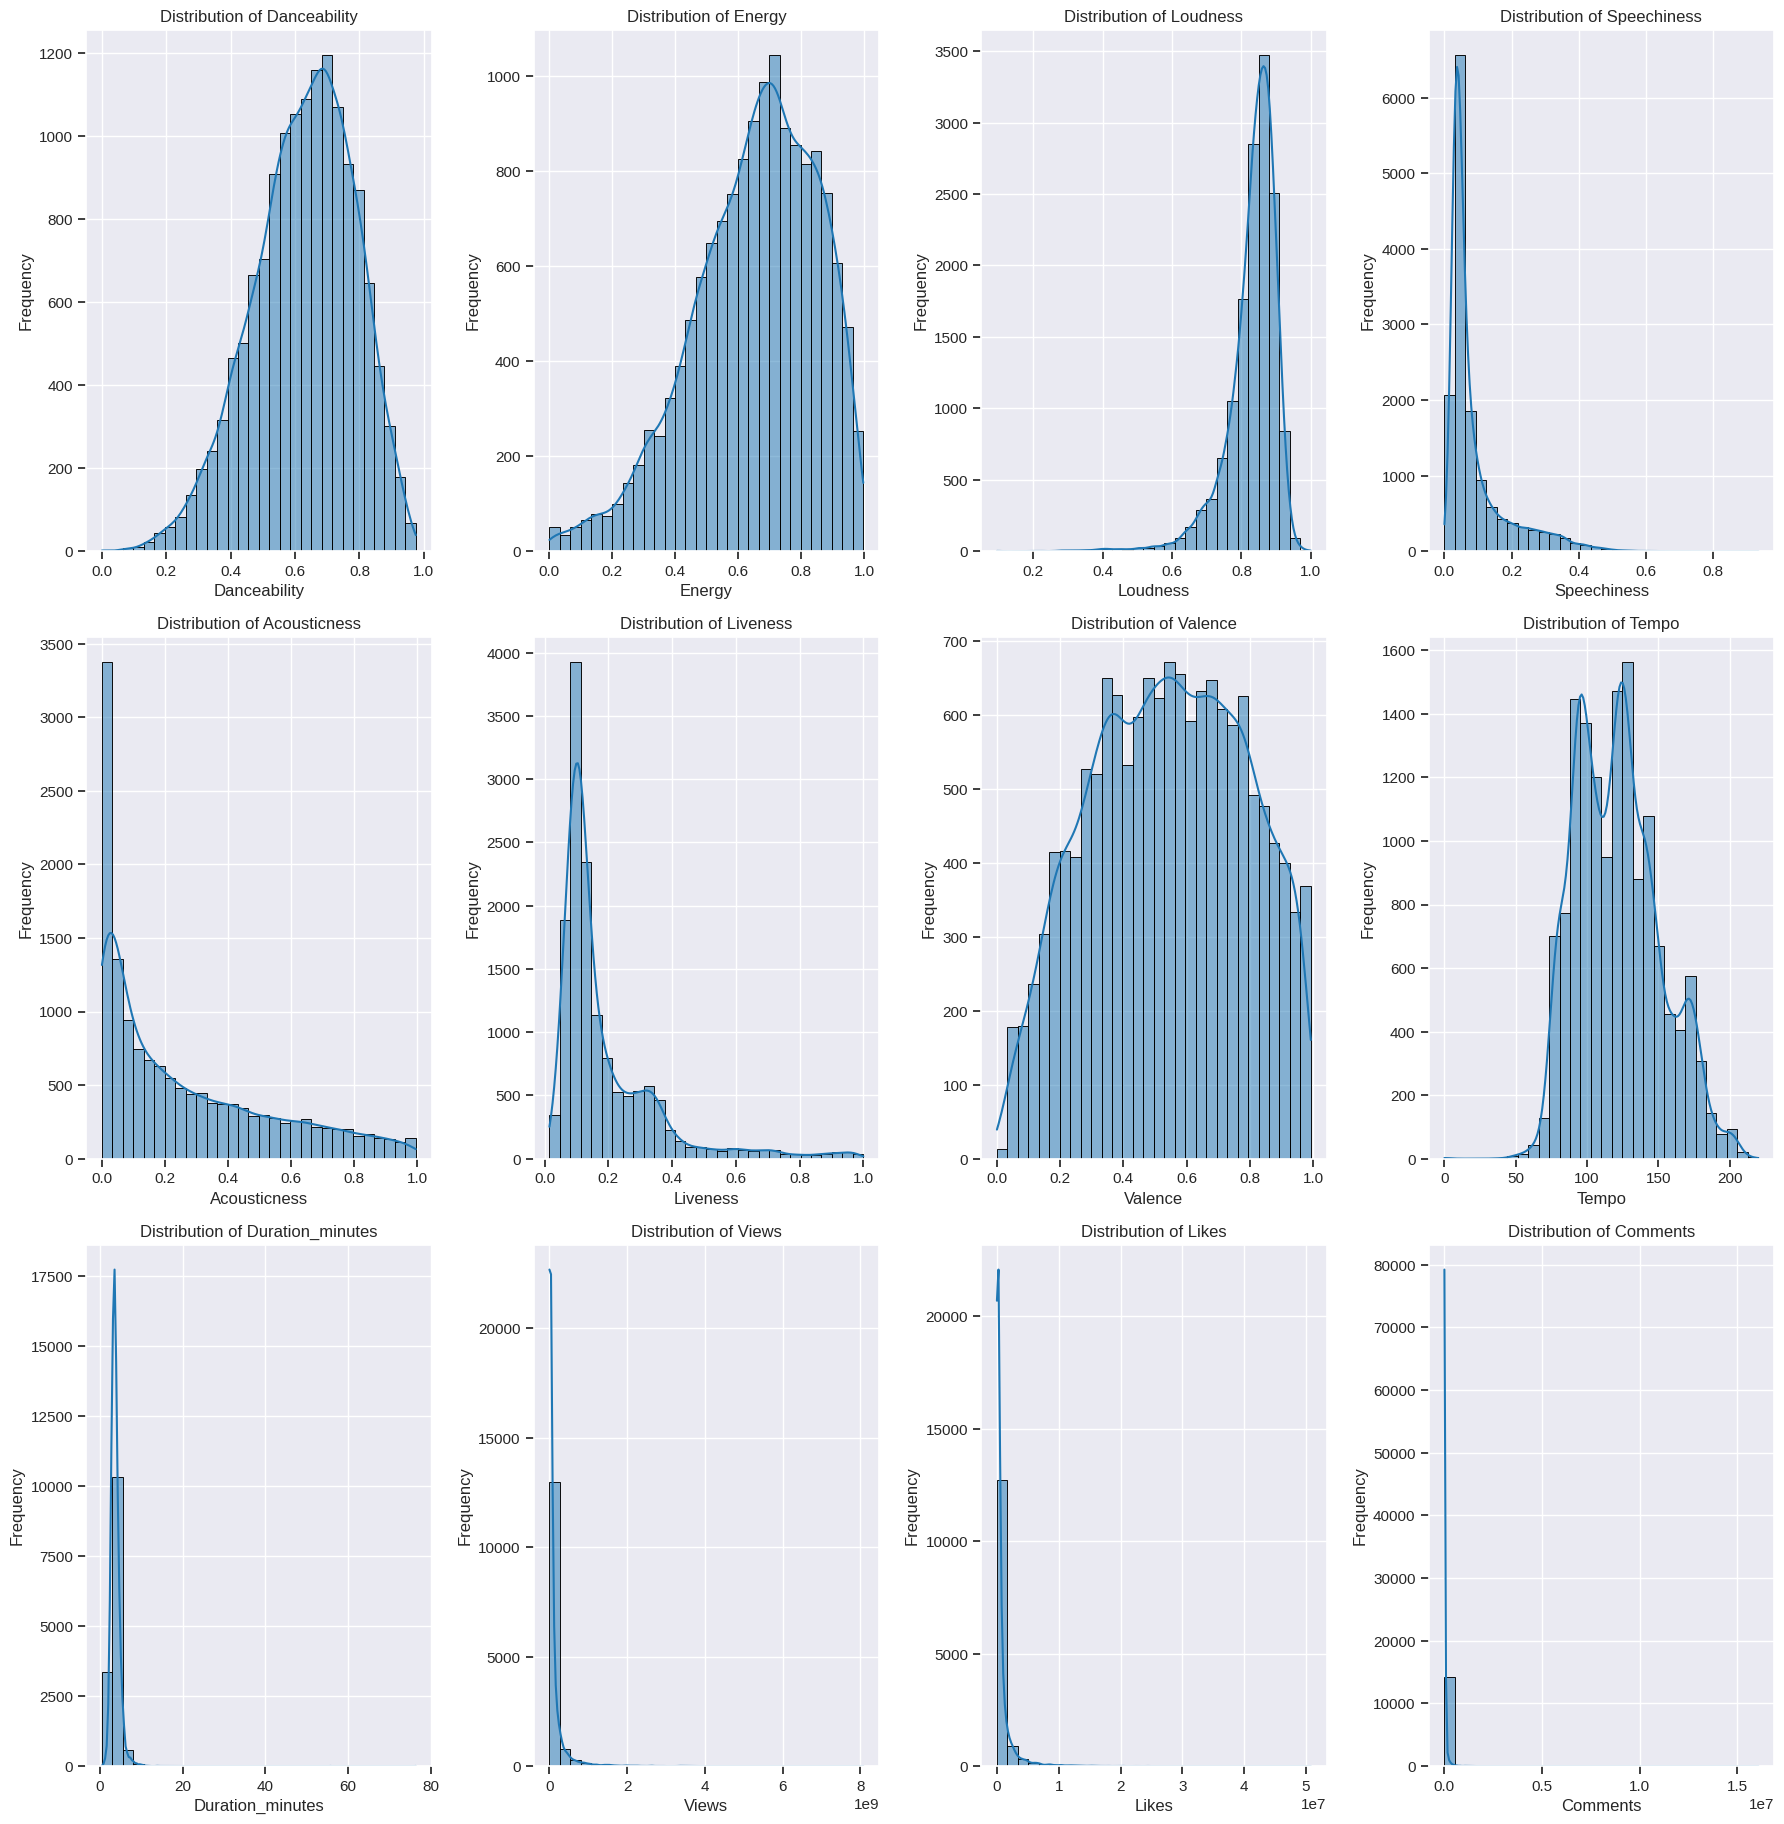 Distribution of Danceability
1200
1000
800
600
400
200
0
Frequency
0.0 0.2 0.4 0.6 0.8 1.0
Danceability
Distribution of Energy
1000
800
600
400
200
0
Frequency
0.0 0.2 0.4 0.6 0.8 1.0
Energy
Distribution of Loudness
3500
3000
2500
2000
1500
1000
500
0
Frequency
0.2 0.4 0.6 0.8 1.0
Loudness
Distribution of Speechiness
6000
5000
4000
3000
2000
1000
0
Frequency
0.0 0.2 0.4 0.6 0.8
Speechiness
Distribution of Acousticness
3500
3000
2500
2000
1500
1000
500
0
Frequency
0.0 0.2 0.4 0.6 0.8 1.0
Acousticness
Distribution of Liveness
4000
3500
3000
2500
2000
1500
1000
500
0
Frequency
0.0 0.2 0.4 0.6 0.8 1.0
Liveness
Distribution of Valence
700
600
500
400
300
200
100
0
Frequency
0.0 0.2 0.4 0.6 0.8 1.0
Valence
Distribution of Tempo
1600
1400
1200
1000
800
600
400
200
0
Frequency
0 50 100 150 200
Tempo
Distribution of Duration_minutes
17500
15000
12500
10000
7500
5000
2500
0
Frequency
0 20 40 60 80
Duration_minutes
Distribution of Views
20000
15000
10000
5000
0
Frequency
0 2 4 6 8
1e9
Views
Distribution of Likes
20000
15000
10000
5000
0
Frequency
0 1 2 3 4 5
1e7
Likes
Distribution of Comments
80000
70000
60000
50000
40000
30000
20000
10000
0
Frequency
0.0 0.5 1.0 1.5
1e7
Comments